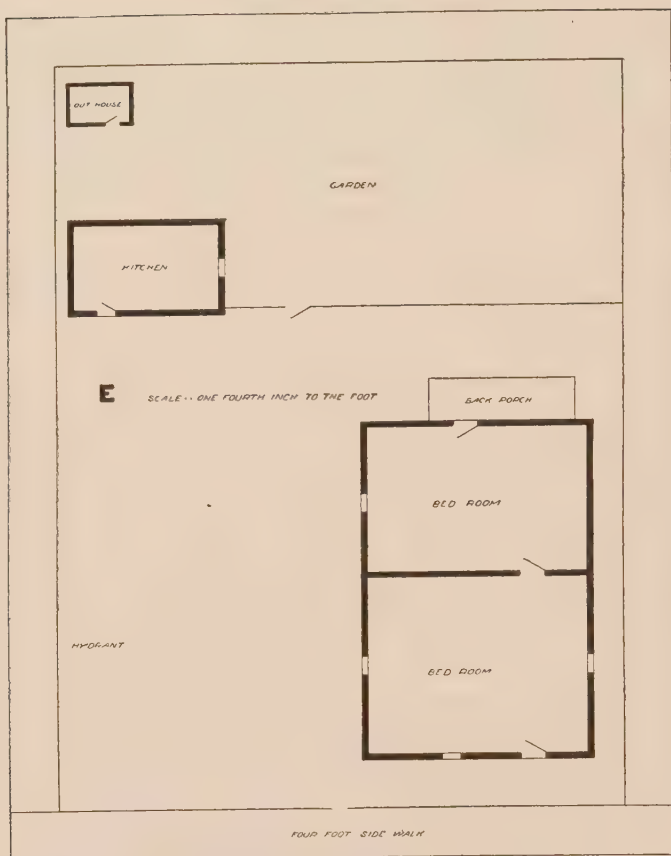 OUT HOUSE
GARDEN
KITCHEN
E
SCALE .. ONE FOURTH INCH TO THE FOOT
BACK PORCH
BED ROOM
BED ROOM
HYDRANT
FOUR FOOT SIDE WALK